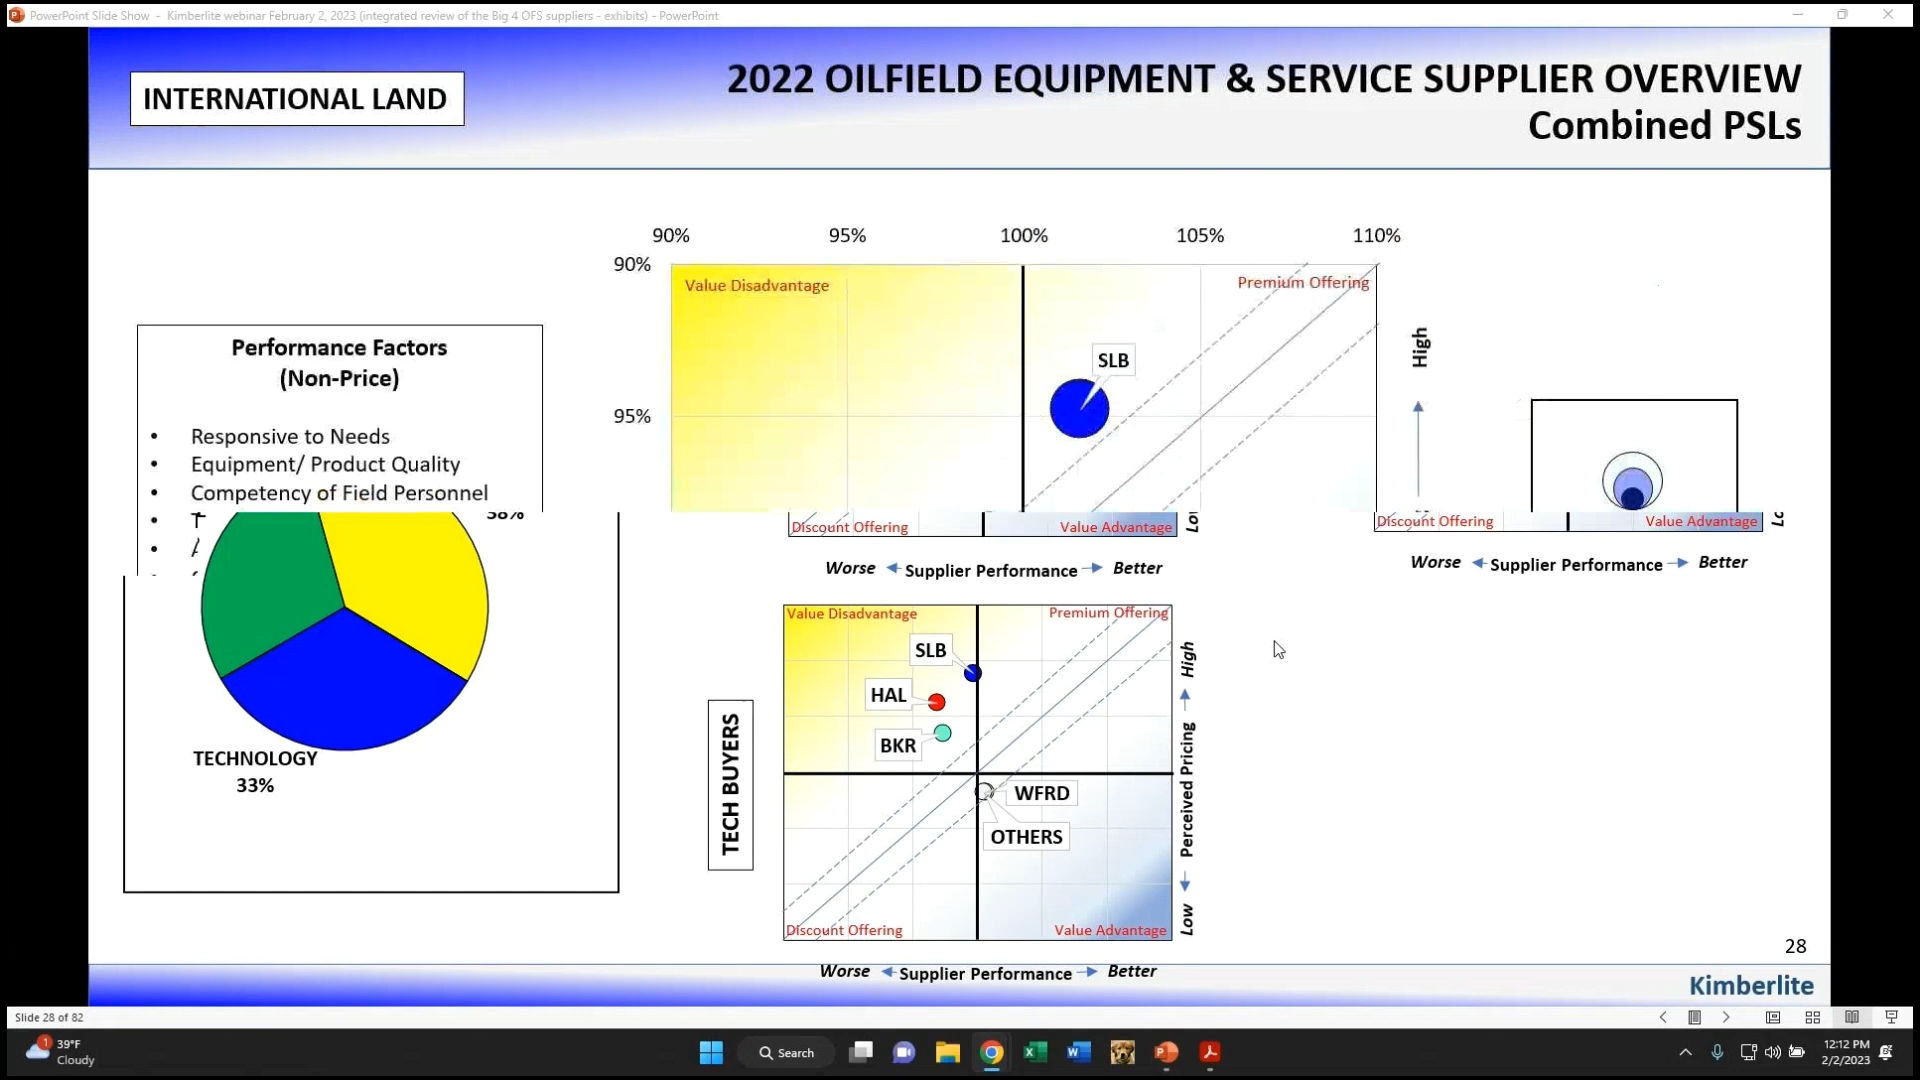 PowerPoint Slide Show - Kimberlite webinar February 2, 2023 (integrated review of the Big 4 OFS suppliers - exhibits) - PowerPoint
INTERNATIONAL LAND
2022 OILFIELD EQUIPMENT & SERVICE SUPPLIER OVERVIEW
Combined PSLs
90% 95% 100% 105% 110%
90%
Value Disadvantage
Premium Offering
SLB
95%
High
Performance Factors
(Non-Price)
• Responsive to Needs
• Equipment/ Product Quality
• Competency of Field Personnel
38%
TECHNOLOGY
33%
Discount Offering
Value Advantage
Worse Supplier Performance Better
Discount Offering
Value Advantage
Worse Supplier Performance Better
TECH BUYERS
Value Disadvantage
Premium Offering
SLB
HAL
BKR
WFRD
OTHERS
Discount Offering
Value Advantage
Low Perceived Pricing High
Worse Supplier Performance Better
28
Kimberlite
Slide 28 of 82
1
39°F
Cloudy
Search
12:12 PM
2/2/2023